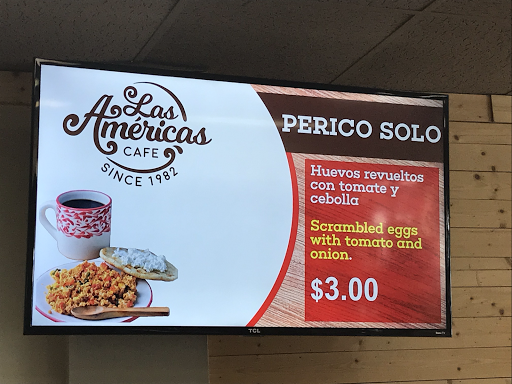 Las
Américas
CAFE
SINCE 1982
PERICO SOLO
Huevos revueltos
con tomate y
cebolla
Scrambled eggs
with tomato and
onion.
$3.00
TCL